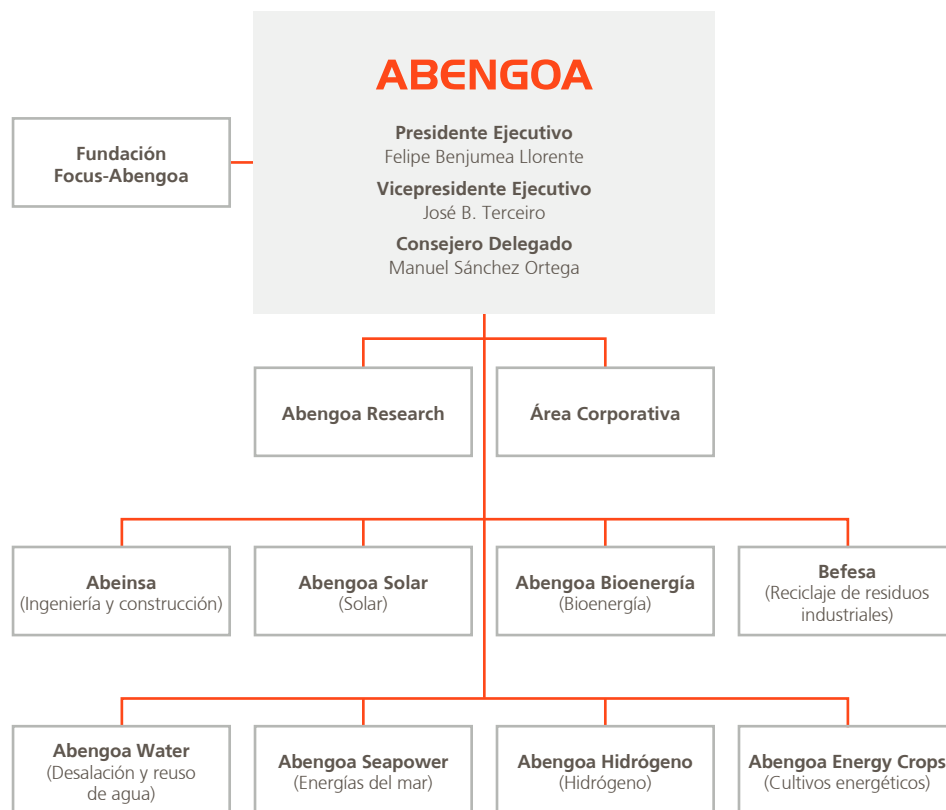 ABENGOA
Presidente Ejecutivo
Felipe Benjumea Llorente
Vicepresidente Ejecutivo
José B. Terceiro
Consejero Delegado
Manuel Sánchez Ortega
Fundación
Focus-Abengoa
Abengoa Research
Área Corporativa
Abeinsa
(Ingeniería y construcción)
Abengoa Solar
(Solar)
Abengoa Bioenergía
(Bioenergía)
Befesa
(Reciclaje de residuos
industriales)
Abengoa Water
(Desalación y reuso
de agua)
Abengoa Seapower
(Energías del mar)
Abengoa Hidrógeno
(Hidrógeno)
Abengoa Energy Crops
(Cultivos energéticos)